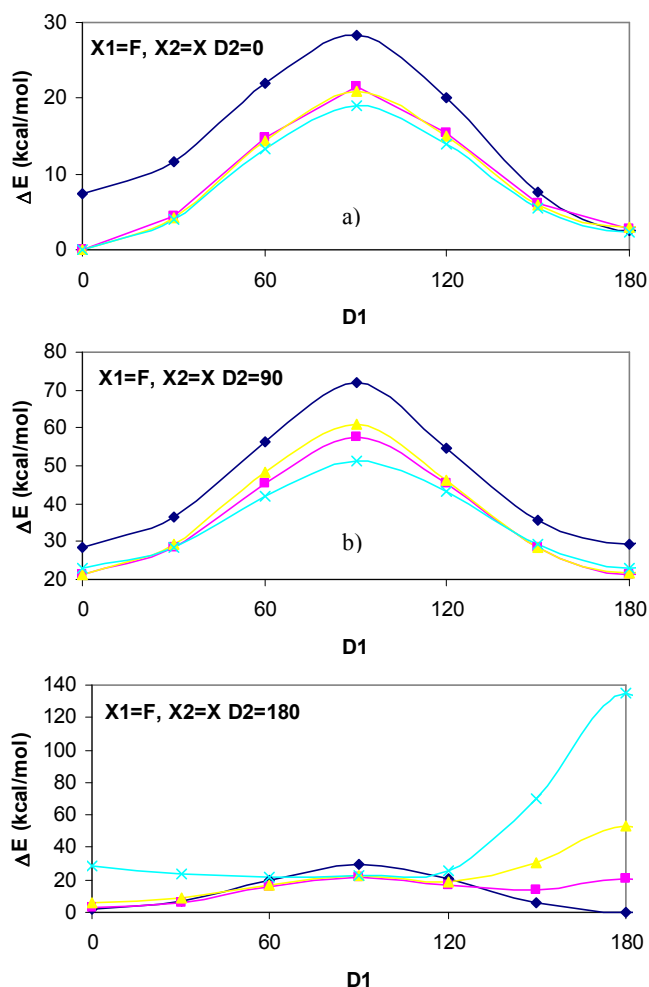 30
X1=F, X2=X D2=0
20
ΔE (kcal/mol)
10
a)
0
0 60 120 180
D1
80
X1=F, X2=X D2=90
70
60
ΔE (kcal/mol)
50
40
30
b)
20
0 60 120 180
D1
140
X1=F, X2=X D2=180
120
100
ΔE (kcal/mol)
80
60
40
20
0
0 60 120 180
D1